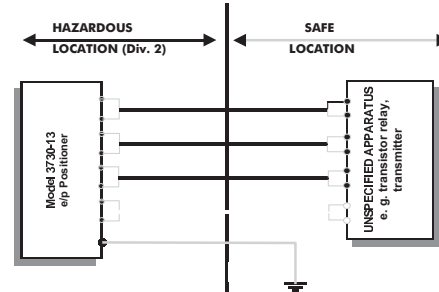 HAZARDOUS
LOCATION (Div. 2)
SAFE
LOCATION
Model 3730-13
e/p Positioner
UNSPECIFIED APPARATUS
e. g. transistor relay,
transmitter